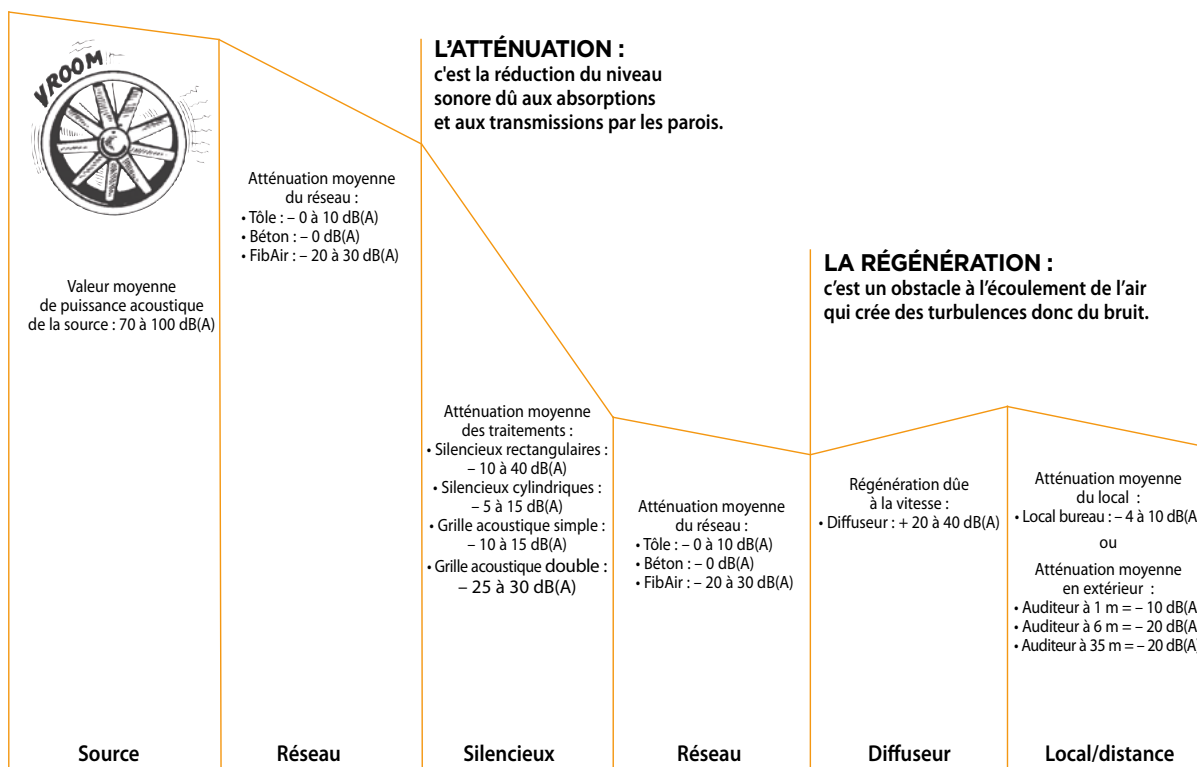 VROOM
Valeur moyenne
de puissance acoustique
de la source : 70 à 100 dB(A)
Atténuation moyenne
du réseau :
• Tôle : – 0 à 10 dB(A)
• Béton : – 0 dB(A)
• FibAir : – 20 à 30 dB(A)
L'ATTÉNUATION :
c'est la réduction du niveau
sonore dû aux absorptions
et aux transmissions par les parois.
Atténuation moyenne
des traitements :
• Silencieux rectangulaires :
– 10 à 40 dB(A)
• Silencieux cylindriques :
– 5 à 15 dB(A)
• Grille acoustique simple :
– 10 à 15 dB(A)
• Grille acoustique double :
– 25 à 30 dB(A)
Atténuation moyenne
du réseau :
• Tôle : – 0 à 10 dB(A)
• Béton : – 0 dB(A)
• FibAir : – 20 à 30 dB(A)
LA RÉGÉNÉRATION :
c’est un obstacle à l’écoulement de l’air
qui crée des turbulences donc du bruit.
Régénération dûe
à la vitesse :
• Diffuseur : + 20 à 40 dB(A)
Atténuation moyenne
du local :
• Local bureau : – 4 à 10 dB(A
ou
Atténuation moyenne
en extérieur :
• Auditeur à 1 m = – 10 dB(A
• Auditeur à 6 m = – 20 dB(A
• Auditeur à 35 m = – 20 dB(A)
Source
Réseau
Silencieux
Réseau
Diffuseur
Local/distance